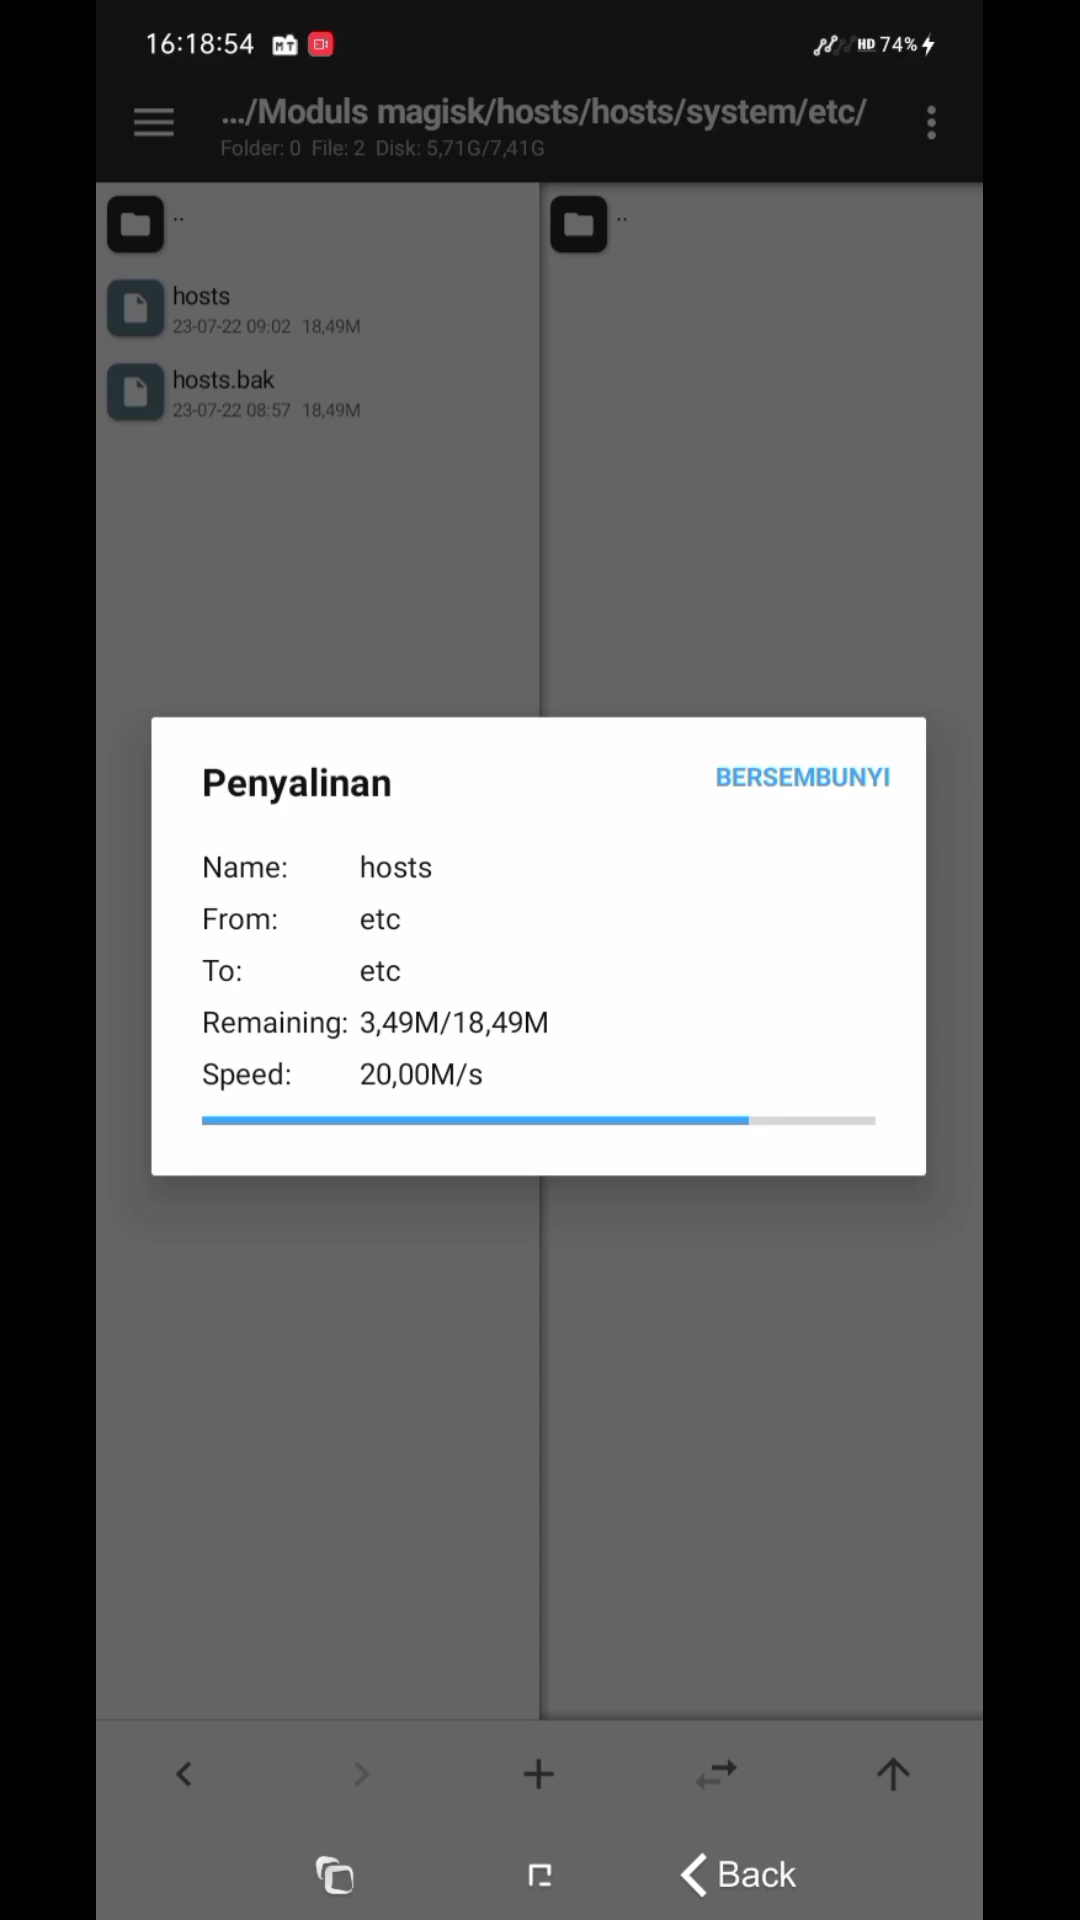 16:18:54 MT HD 74%
.../Moduls magisk/hosts/hosts/system/etc/
Folder: 0 File: 2 Disk: 5,71G/7,41G
.. ..
hosts
23-07-22 09:02 18,49M
hosts.bak
23-07-22 08:57 18,49M
Penyalinan BERSEMBUNYI
Name: hosts
From: etc
To: etc
Remaining: 3,49M/18,49M
Speed: 20,00M/s
Back